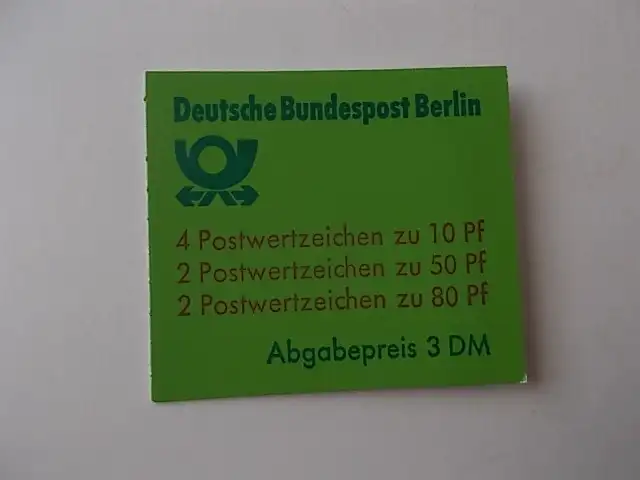 Deutsche Bundespost Berlin
4 Postwertzeichen zu 10 Pf
2 Postwertzeichen zu 50 Pf
2 Postwertzeichen zu 80 Pf
Abgabepreis 3 DM